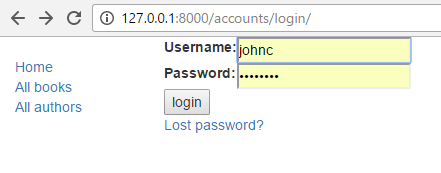 127.0.0.1:8000/accounts/login/
Username: johnc
Home
Password: ••••••••
All books
login
All authors
Lost password?